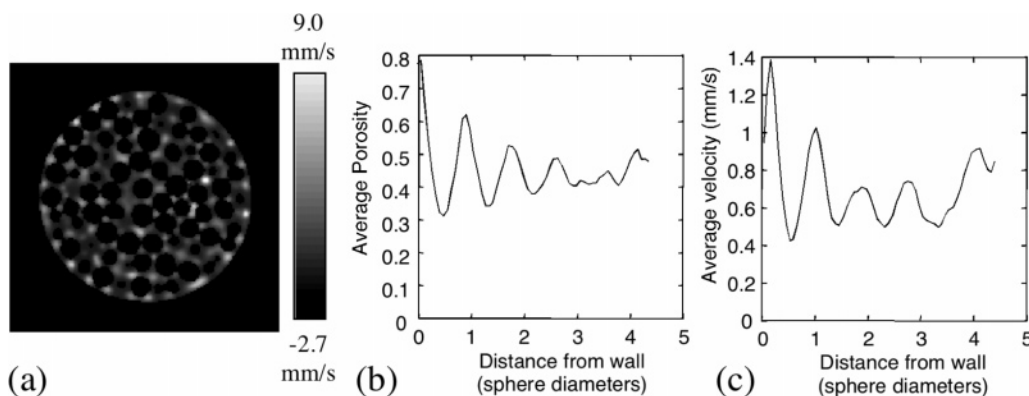 9.0
mm/s
-2.7
mm/s
(a)
0.8
0.7
0.6
0.5
0.4
0.3
0.2
0.1
0
Average Porosity
0 1 2 3 4 5
Distance from wall
(sphere diameters)
(b)
1.4
1.2
1
0.8
0.6
0.4
0.2
0
Average velocity (mm/s)
0 1 2 3 4 5
Distance from wall
(sphere diameters)
(c)